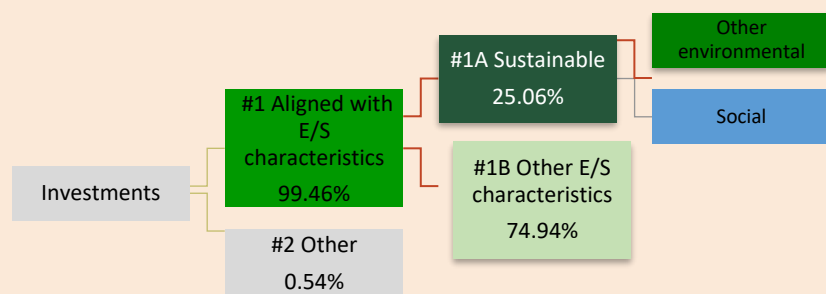 Investments
#1 Aligned with
E/S
characteristics
99.46%
#2 Other
0.54%
#1A Sustainable
25.06%
#1B Other E/S
characteristics
74.94%
Other
environmental
Social